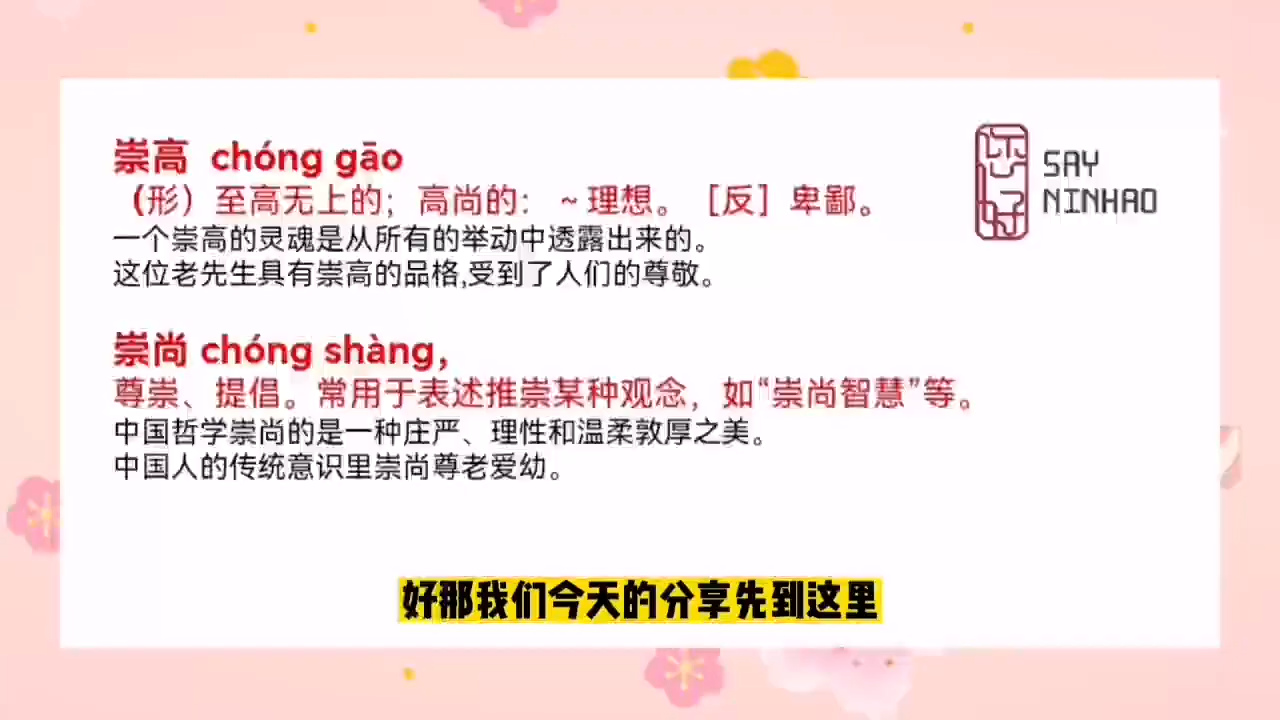 崇高 chóng gāo
（形）至高无上的；高尚的：~理想。［反］卑鄙。
一个崇高的灵魂是从所有的举动中透露出来的。
这位老先生具有崇高的品格,受到了人们的尊敬。
SAY
NINHAO
崇尚 chóng shàng，
尊崇、提倡。常用于表述推崇某种观念，如“崇尚智慧”等。
中国哲学崇尚的是一种庄严、理性和温柔敦厚之美。
中国人的传统意识里崇尚尊老爱幼。
好那我们今天的分享先到这里